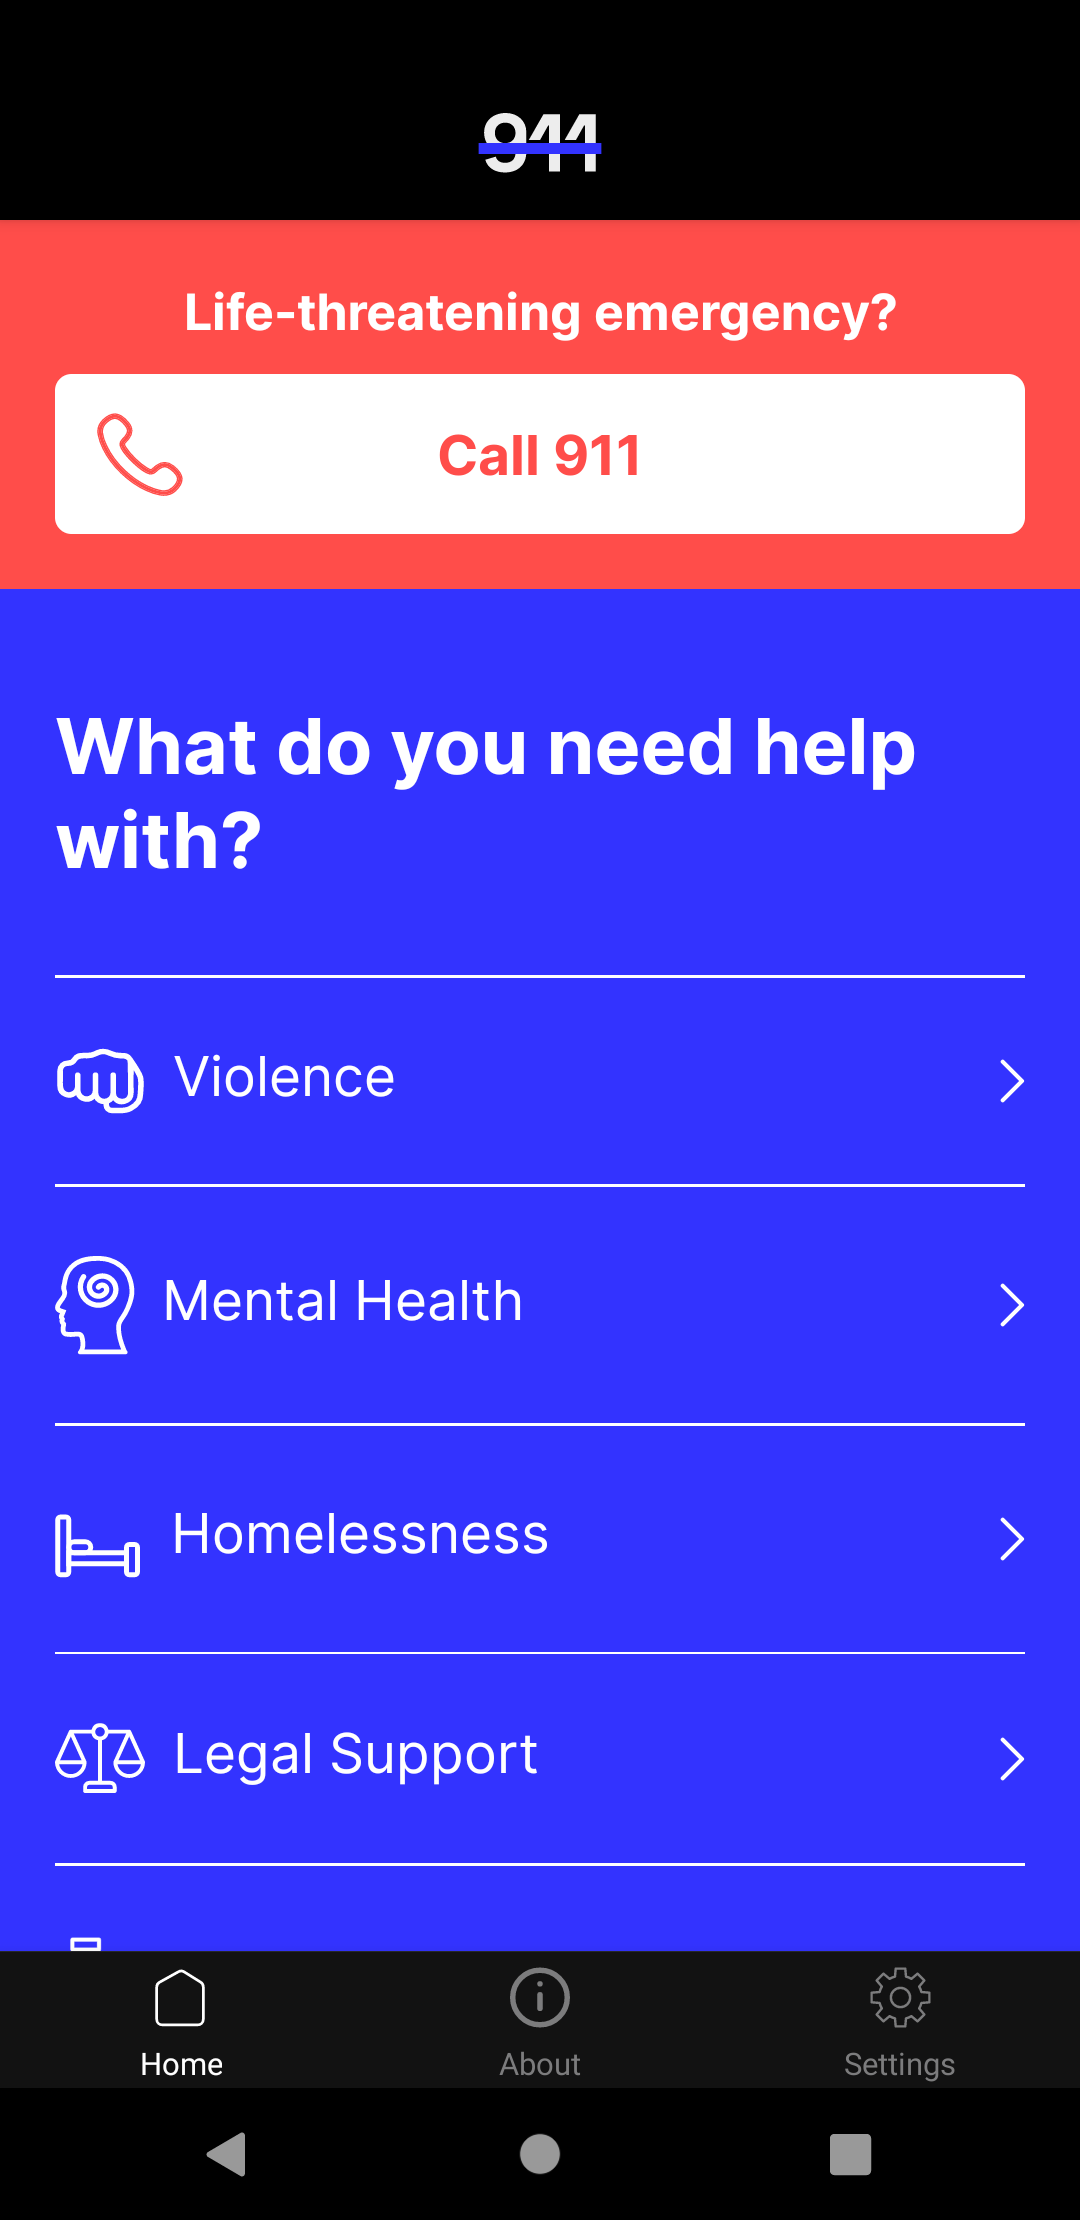 911
Life-threatening emergency?
Call 911
What do you need help
with?
Violence
Mental Health
Homelessness
Legal Support
Home
About
Settings